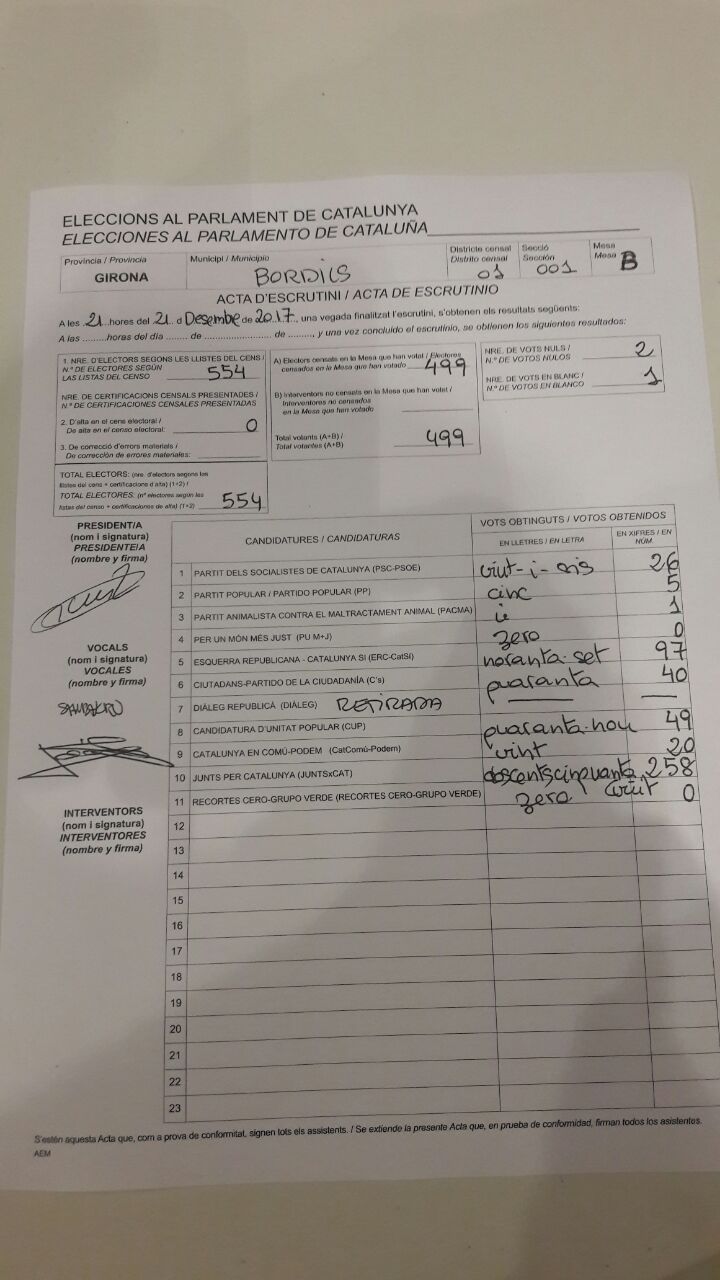 ELECCIONS AL PARLAMENT DE CATALUNYA
ELECCIONES AL PARLAMENTO DE CATALUÑA
Província / Provincia
GIRONA
Municipi / Municipio
BORDILS
Districte censal
Distrito censal
01
Secció
Sección
001
Mesa
Mesa B
ACTA D'ESCRUTINI / ACTA DE ESCRUTINIO
A les .21..hores del .21. d Desembre de 20.17., una vegada finalitzat l'escrutini, s'obtenen els resultats següents:
A las .........horas del día ....... de ....................... de ........, y una vez concluido el escrutinio, se obtienen los siguientes resultados:
1. NRE. D'ELECTORS SEGONS LES LLISTES DEL CENS /
N.º DE ELECTORES SEGÚN
LAS LISTAS DEL CENSO 554
NRE. DE CERTIFICACIONS CENSALS PRESENTADES /
N.º DE CERTIFICACIONES CENSALES PRESENTADAS
2. D'alta en el cens electoral /
De alta en el censo electoral: 0
3. De correcció d'errors materials /
De corrección de errores materiales:
TOTAL ELECTORS: (nre. d'electors segons les
llistes del cens + certificacions d'alta) (1+2) /
TOTAL ELECTORES: (nº electores según las
listas del censo + certificaciones de alta) (1+2) 554
A) Electors censats en la Mesa que han votat / Electores
censados en la Mesa que han votado 499
B) Interventors no censats en la Mesa que han votat /
Interventores no censados
en la Mesa que han votado
Total votants (A+B) /
Total votantes (A+B) 499
NRE. DE VOTS NULS /
N.º DE VOTOS NULOS 2
NRE. DE VOTS EN BLANC /
N.º DE VOTOS EN BLANCO 1
PRESIDENT/A
(nom i signatura)
PRESIDENTE/A
(nombre y firma)
VOCALS
(nom i signatura)
VOCALES
(nombre y firma)
INTERVENTORS
(nom i signatura)
INTERVENTORES
(nombre y firma)
CANDIDATURES / CANDIDATURAS
VOTS OBTINGUTS / VOTOS OBTENIDOS
EN LLETRES / EN LETRA
EN XIFRES / EN NÚM.
1 PARTIT DELS SOCIALISTES DE CATALUNYA (PSC-PSOE) vint-i-sis 26
2 PARTIT POPULAR / PARTIDO POPULAR (PP) cinc 5
3 PARTIT ANIMALISTA CONTRA EL MALTRACTAMENT ANIMAL (PACMA) 1
4 PER UN MÓN MÉS JUST (PU M+J) zero 0
5 ESQUERRA REPUBLICANA - CATALUNYA SÍ (ERC-CatSí) noranta-set 97
6 CIUTADANS-PARTIDO DE LA CIUDADANÍA (C's) quaranta 40
7 DIÀLEG REPUBLICÀ (DIÀLEG) RETIRADA
8 CANDIDATURA D'UNITAT POPULAR (CUP) quaranta-nou 49
9 CATALUNYA EN COMÚ-PODEM (CatComú-Podem) vint 20
10 JUNTS PER CATALUNYA (JUNTSxCAT) doscentscinquanta vuit 258
11 RECORTES CERO-GRUPO VERDE (RECORTES CERO-GRUPO VERDE) zero 0
12
13
14
15
16
17
18
19
20
21
22
23
S'estén aquesta Acta que, com a prova de conformitat, signen tots els assistents. / Se extiende la presente Acta que, en prueba de conformidad, firman todos los asistentes.
AEM